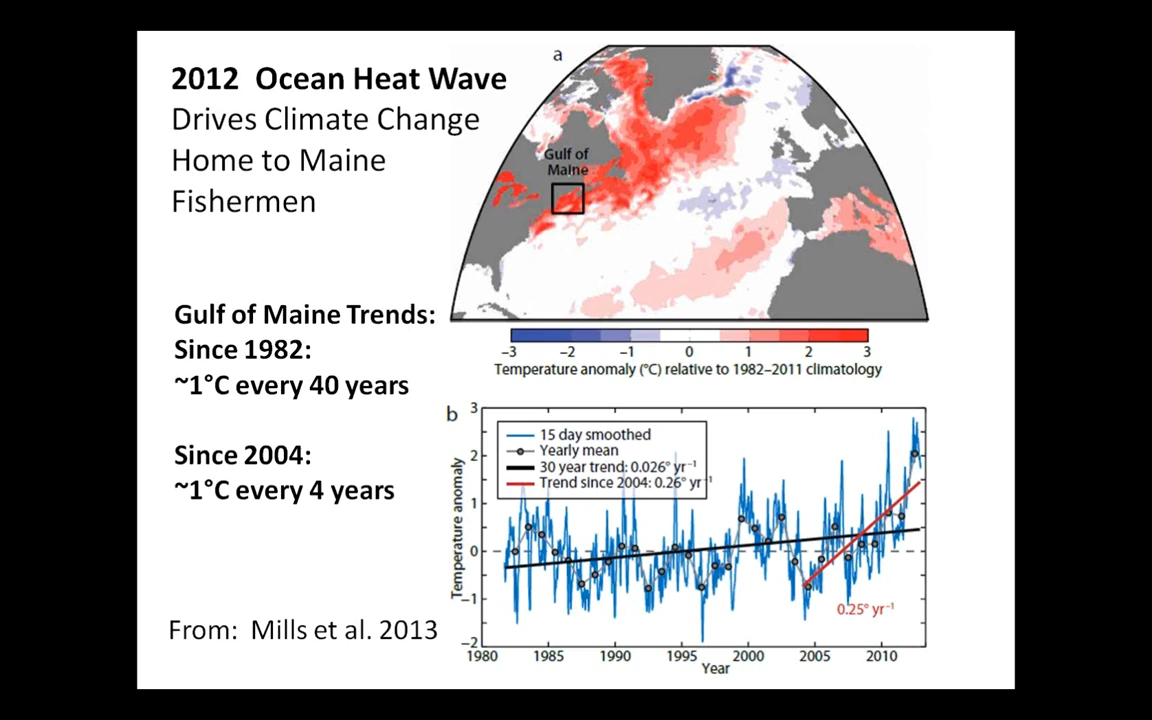 2012 Ocean Heat Wave
Drives Climate Change
Home to Maine
Fishermen
Gulf of Maine Trends:
Since 1982:
~1°C every 40 years
Since 2004:
~1°C every 4 years
From: Mills et al. 2013
a
Gulf of
Maine
−3 −2 −1 0 1 2 3
Temperature anomaly (°C) relative to 1982–2011 climatology
b
Temperature anomaly
3
2
1
0
−1
−2
15 day smoothed
Yearly mean
30 year trend: 0.026° yr⁻¹
Trend since 2004: 0.26° yr⁻¹
0.25° yr⁻¹
1980 1985 1990 1995 2000 2005 2010
Year